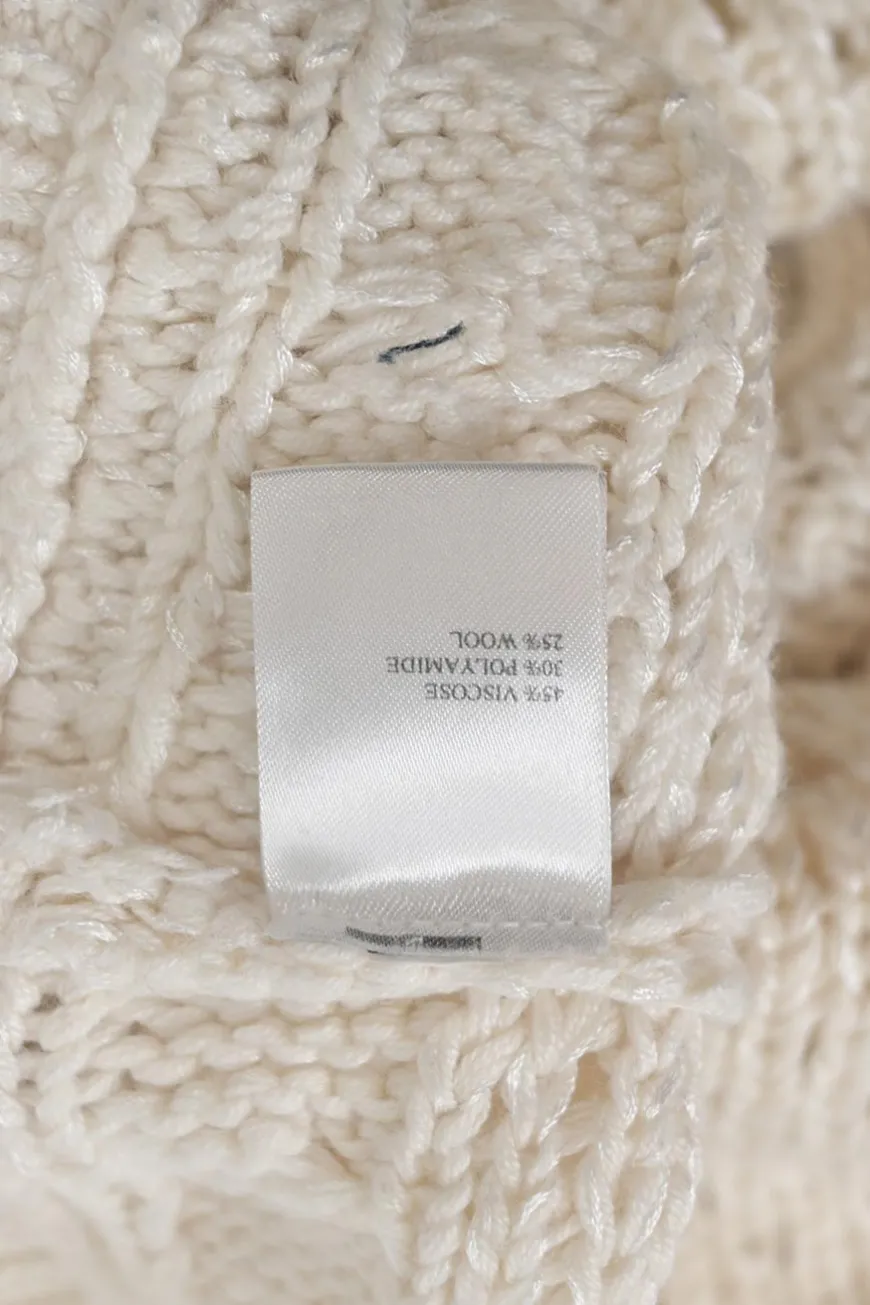 45% VISCOSE
30% POLYAMIDE
25% WOOL